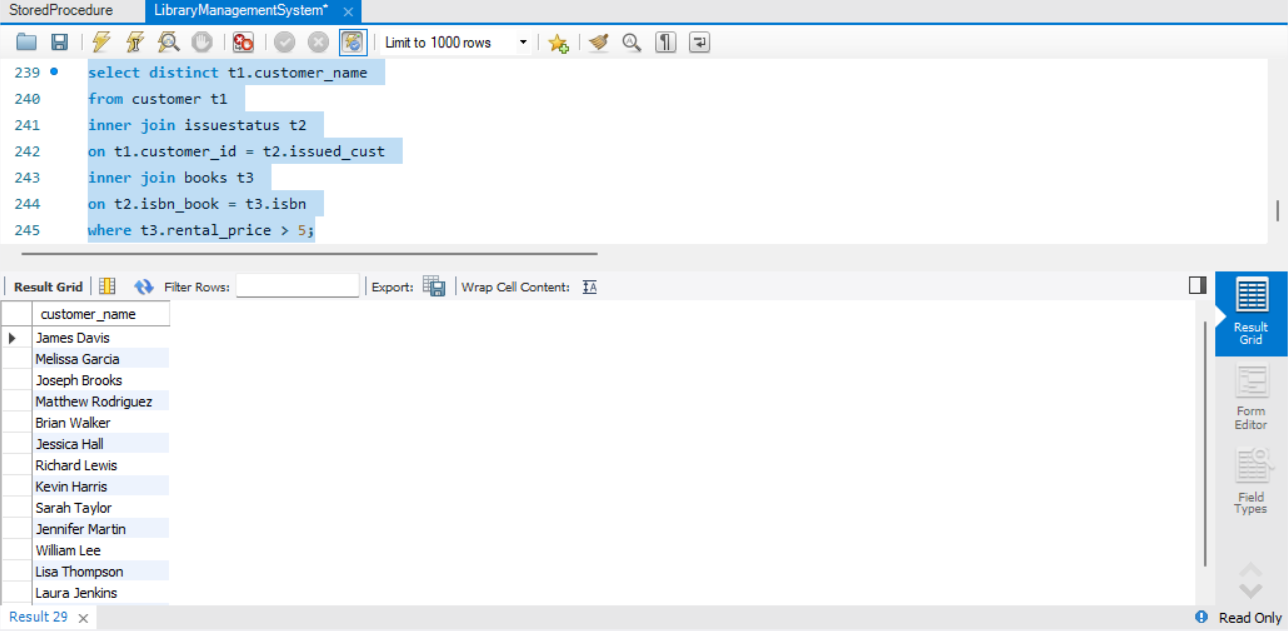 StoredProcedure LibraryManagementSystem* ×
Limit to 1000 rows
239 select distinct t1.customer_name
240 from customer t1
241 inner join issuestatus t2
242 on t1.customer_id = t2.issued_cust
243 inner join books t3
244 on t2.isbn_book = t3.isbn
245 where t3.rental_price > 5;
Result Grid Filter Rows: Export: Wrap Cell Content: IA
customer_name
James Davis
Melissa Garcia
Joseph Brooks
Matthew Rodriguez
Brian Walker
Jessica Hall
Richard Lewis
Kevin Harris
Sarah Taylor
Jennifer Martin
William Lee
Lisa Thompson
Laura Jenkins
Result
Grid
Form
Editor
Field
Types
Result 29 × Read Only